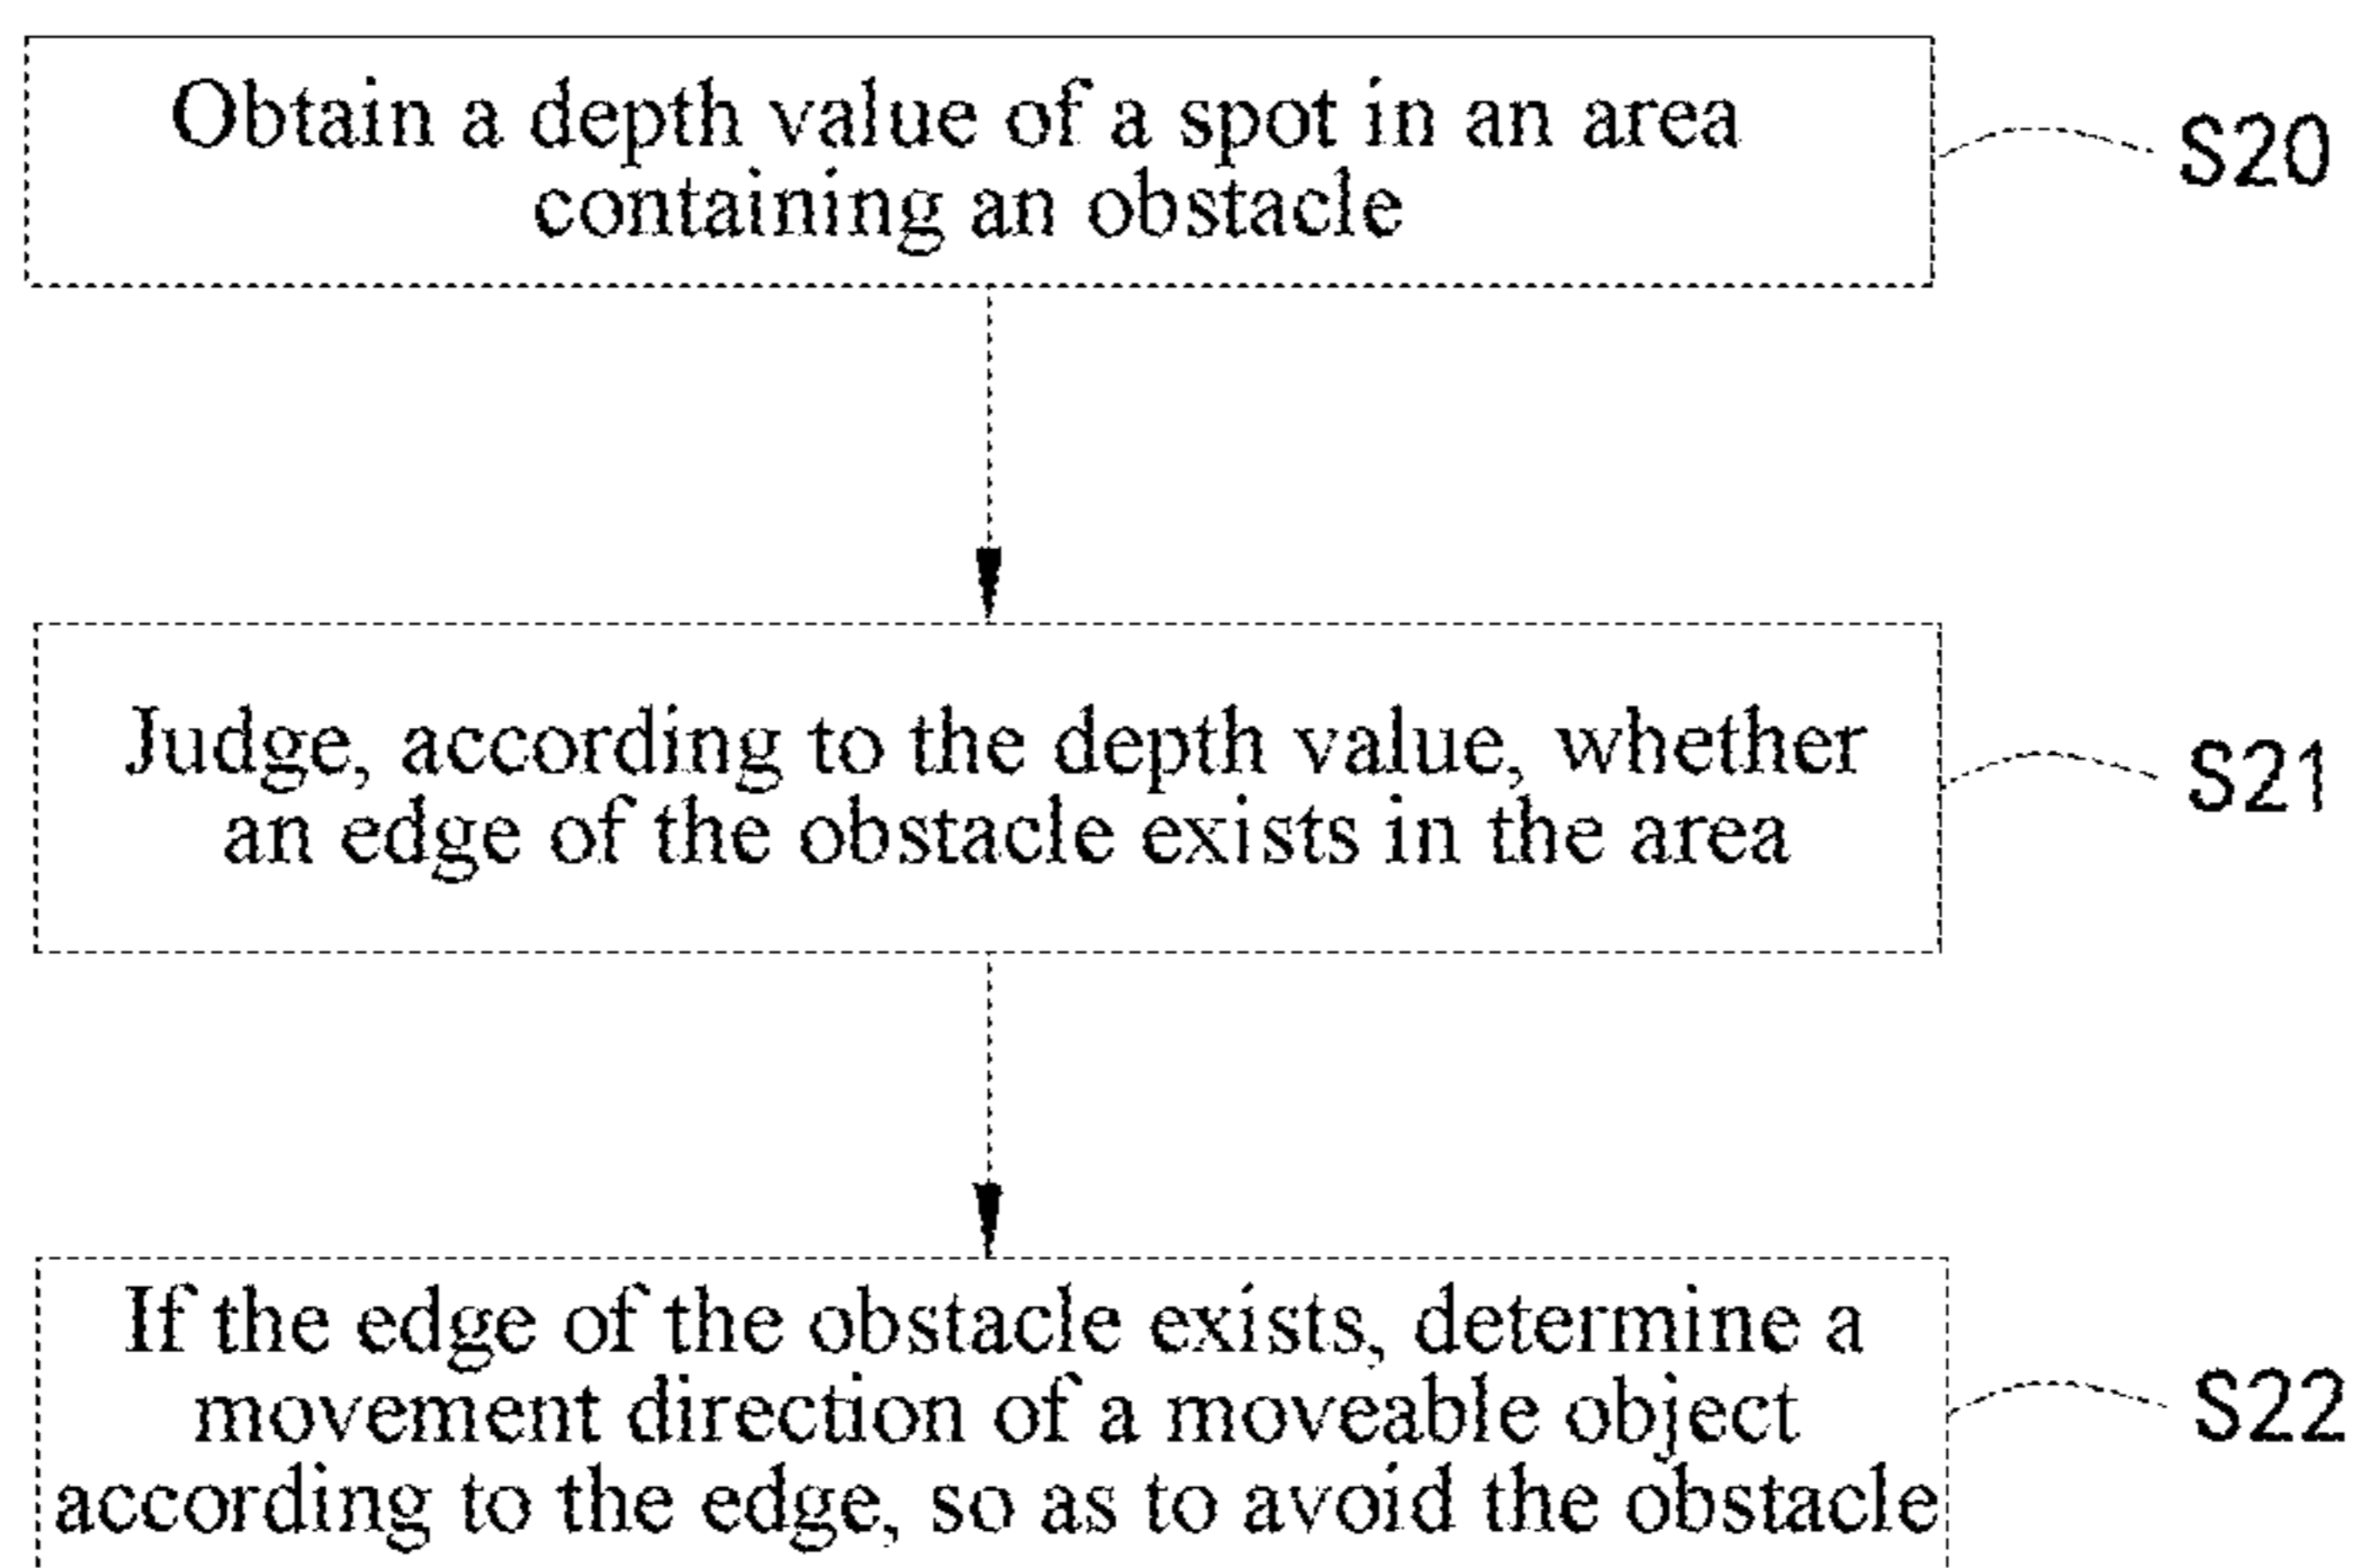 Obtain a depth value of a spot in an area
containing an obstacle
S20
Judge, according to the depth value, whether
an edge of the obstacle exists in the area
S21
If the edge of the obstacle exists, determine a
movement direction of a moveable object
according to the edge, so as to avoid the obstacle
S22